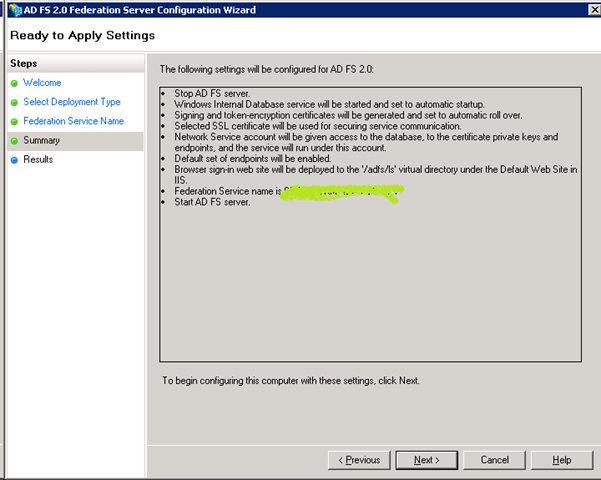 AD FS 2.0 Federation Server Configuration Wizard
Ready to Apply Settings
Steps
Welcome
Select Deployment Type
Federation Service Name
Summary
Results
The following settings will be configured for AD FS 2.0:
Stop AD FS server.
Windows Internal Database service will be started and set to automatic startup.
Signing and token-encryption certificates will be generated and set to automatic roll over.
Selected SSL certificate will be used for securing service communication.
Network Service account will be given access to the database, to the certificate private keys and
endpoints, and the service will run under this account.
Default set of endpoints will be enabled.
Browser sign-in web site will be deployed to the '/adfs/ls' virtual directory under the Default Web Site in
IIS.
Federation Service name is
Start AD FS server.
To begin configuring this computer with these settings, click Next.
< Previous
Next >
Cancel
Help